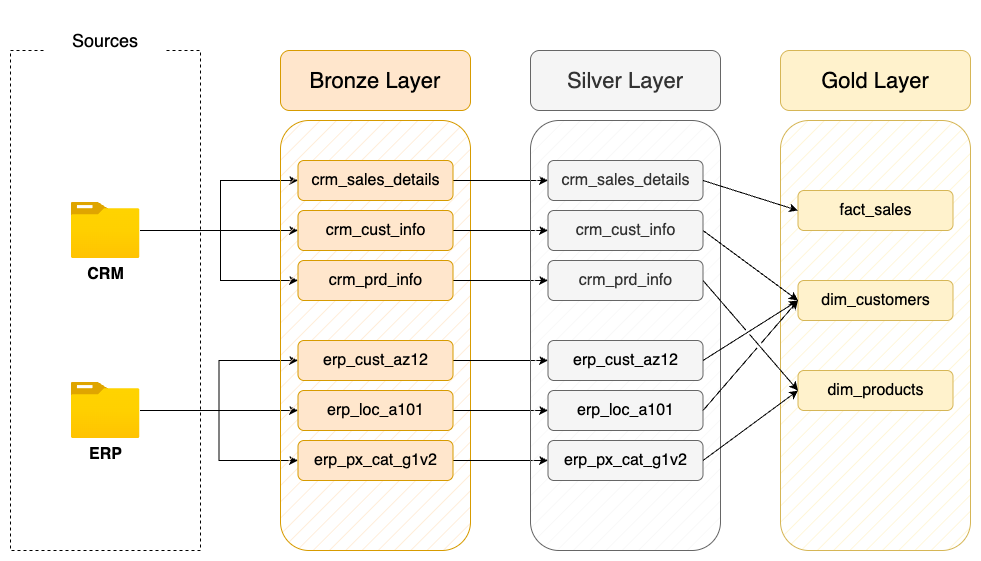 Sources
Bronze Layer
Silver Layer
Gold Layer
CRM
ERP
crm_sales_details
crm_cust_info
crm_prd_info
erp_cust_az12
erp_loc_a101
erp_px_cat_g1v2
crm_sales_details
crm_cust_info
crm_prd_info
erp_cust_az12
erp_loc_a101
erp_px_cat_g1v2
fact_sales
dim_customers
dim_products